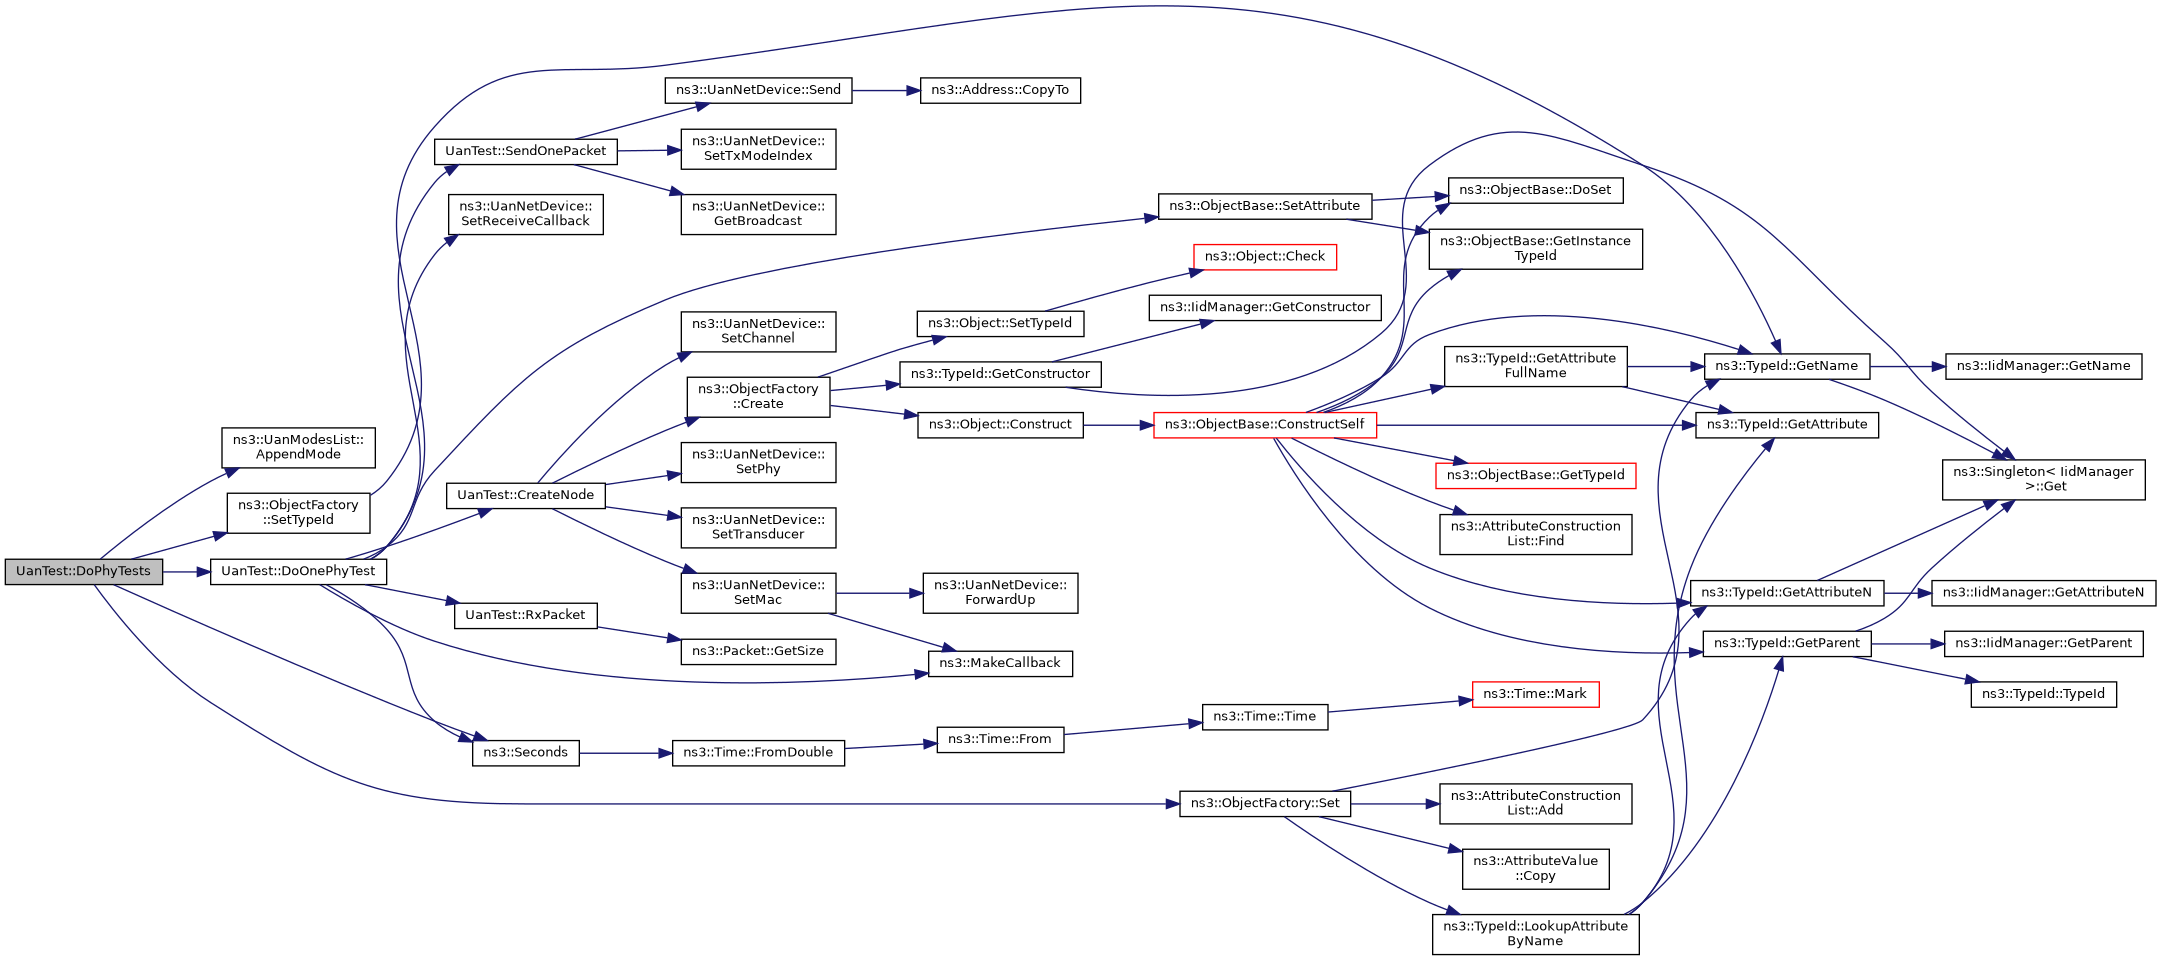 UanTest::DoPhyTests
ns3::UanModesList::
AppendMode
ns3::ObjectFactory
::SetTypeId
UanTest::DoOnePhyTest
UanTest::SendOnePacket
ns3::UanNetDevice::
SetReceiveCallback
UanTest::CreateNode
UanTest::RxPacket
ns3::Seconds
ns3::UanNetDevice::Send
ns3::UanNetDevice::
SetTxModeIndex
ns3::UanNetDevice::
GetBroadcast
ns3::UanNetDevice::
SetChannel
ns3::ObjectFactory
::Create
ns3::UanNetDevice::
SetPhy
ns3::UanNetDevice::
SetTransducer
ns3::UanNetDevice::
SetMac
ns3::Packet::GetSize
ns3::Time::FromDouble
ns3::Address::CopyTo
ns3::Object::SetTypeId
ns3::TypeId::GetConstructor
ns3::Object::Construct
ns3::UanNetDevice::
ForwardUp
ns3::MakeCallback
ns3::Time::From
ns3::ObjectBase::SetAttribute
ns3::Object::Check
ns3::IidManager::GetConstructor
ns3::ObjectBase::ConstructSelf
ns3::Time::Time
ns3::ObjectFactory::Set
ns3::ObjectBase::DoSet
ns3::ObjectBase::GetInstance
TypeId
ns3::TypeId::GetAttribute
FullName
ns3::ObjectBase::GetTypeId
ns3::AttributeConstruction
List::Find
ns3::Time::Mark
ns3::AttributeConstruction
List::Add
ns3::AttributeValue
::Copy
ns3::TypeId::LookupAttribute
ByName
ns3::TypeId::GetName
ns3::TypeId::GetAttribute
ns3::TypeId::GetAttributeN
ns3::TypeId::GetParent
ns3::IidManager::GetName
ns3::Singleton< IidManager
>::Get
ns3::IidManager::GetAttributeN
ns3::IidManager::GetParent
ns3::TypeId::TypeId